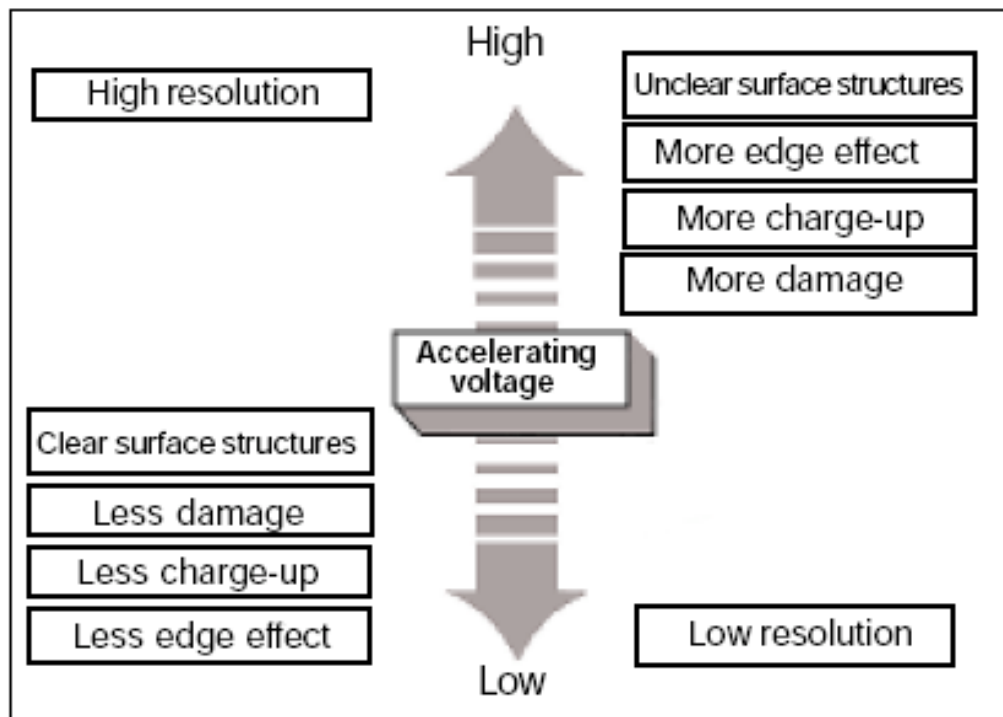 High
High resolution
Unclear surface structures
More edge effect
More charge-up
More damage
Accelerating
voltage
Clear surface structures
Less damage
Less charge-up
Less edge effect
Low resolution
Low